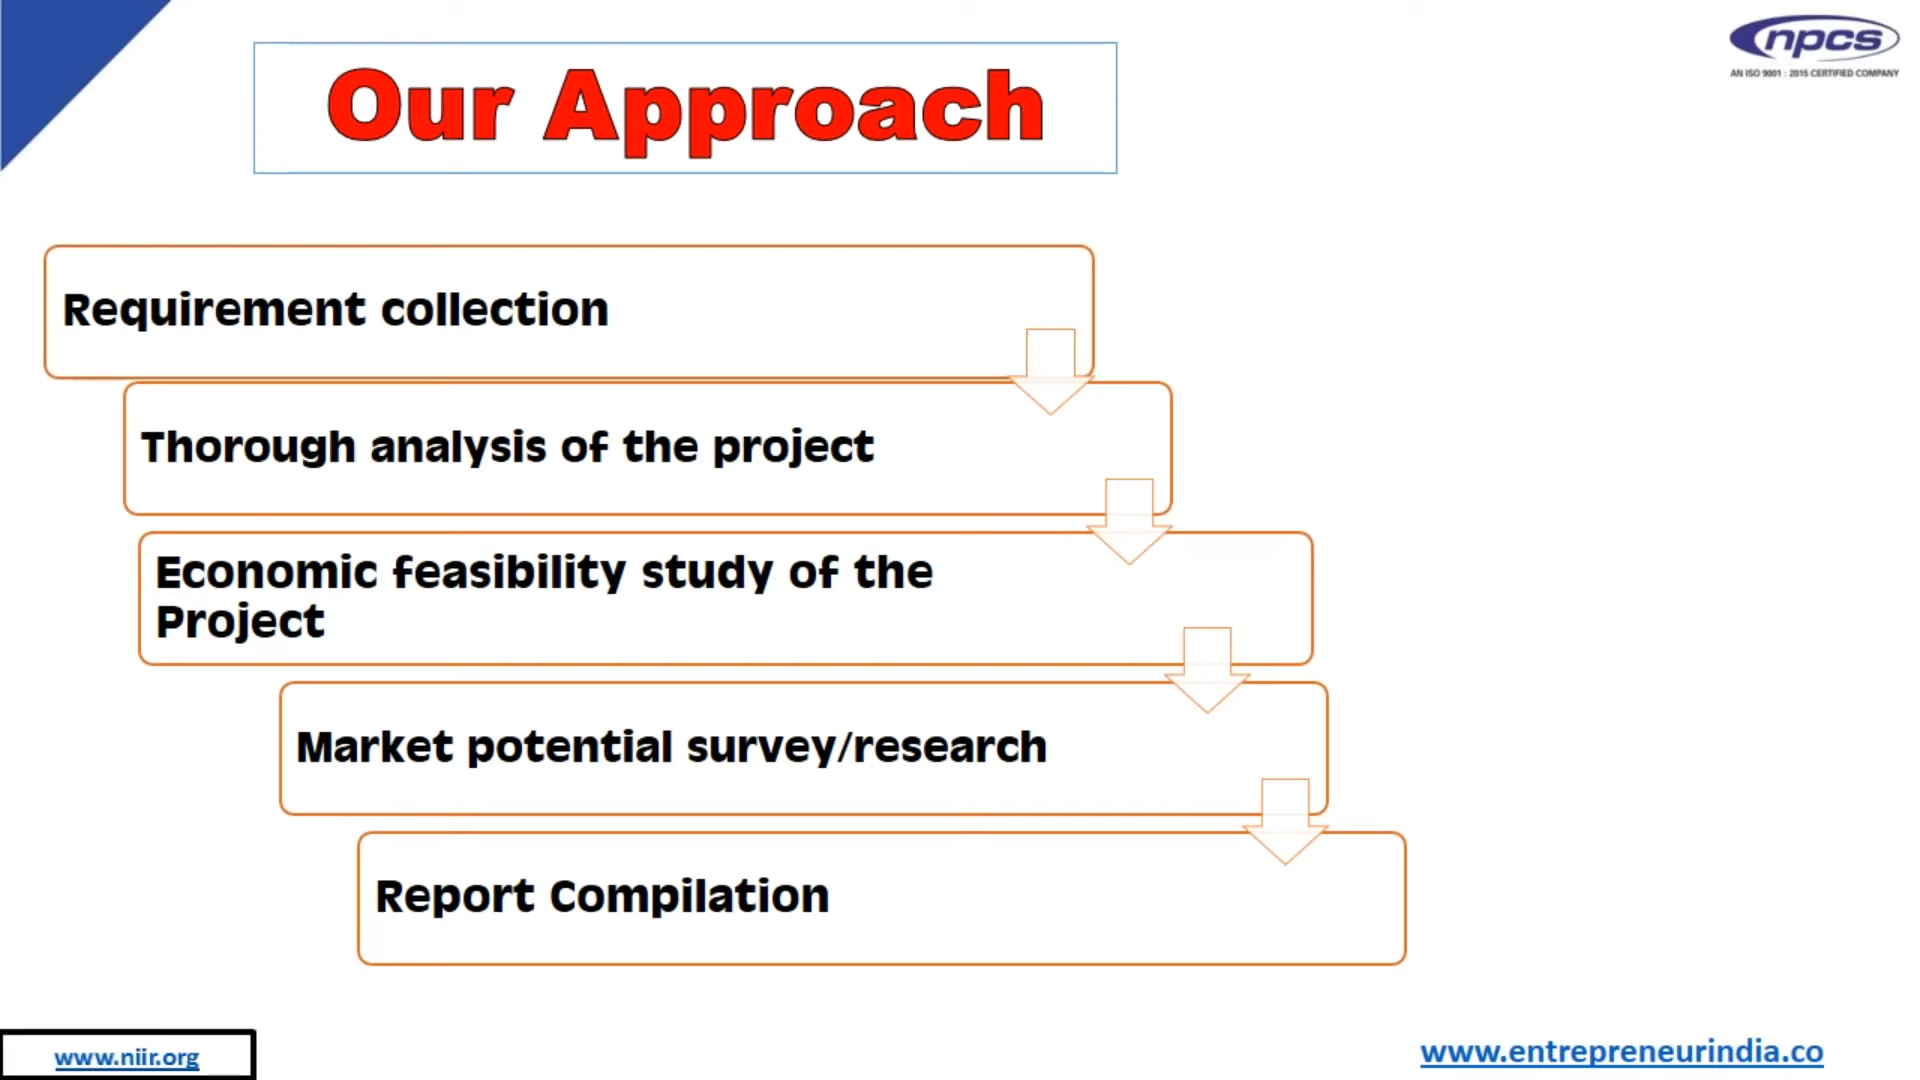 npcs
AN ISO 9001 : 2015 CERTIFIED COMPANY
Our Approach
Requirement collection
Thorough analysis of the project
Economic feasibility study of the
Project
Market potential survey/research
Report Compilation
www.niir.org
www.entrepreneurindia.co